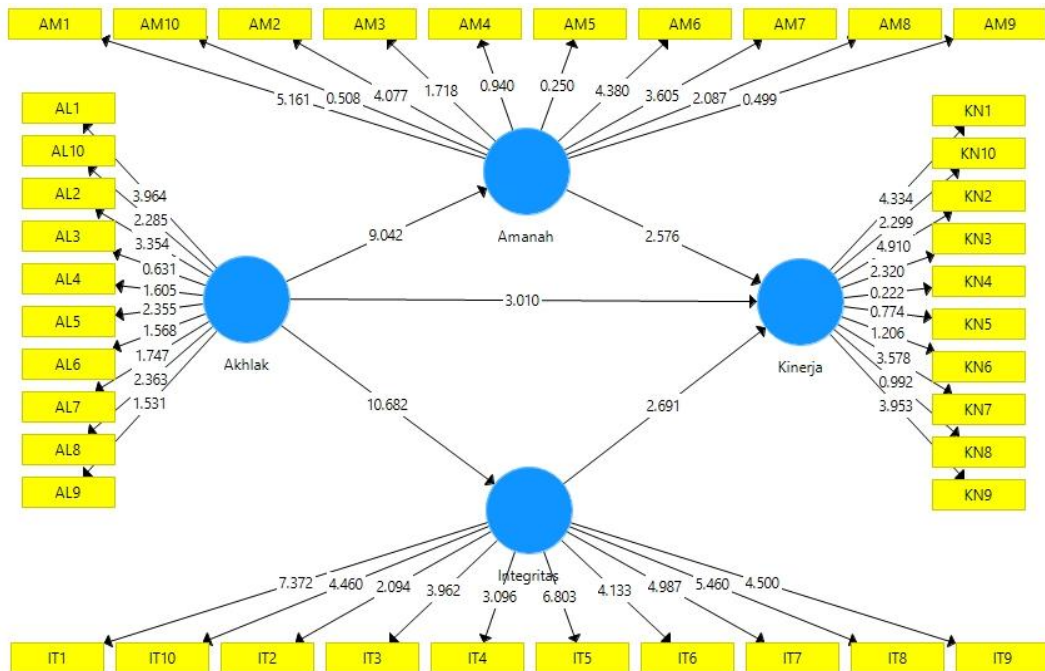 AM1 AM10 AM2 AM3 AM4 AM5 AM6 AM7 AM8 AM9
5.161 0.508 4.077 1.718 0.940 0.250 4.380 3.605 2.087 0.499
AL1
AL10
AL2
AL3
AL4
AL5
AL6
AL7
AL8
AL9
3.964
2.285
3.354
0.631
1.605
2.355
1.568
1.747
2.363
1.531
Akhlak
9.042
Amanah
2.576
3.010
10.682
2.691
Kinerja
4.334
2.299
4.910
2.320
0.222
0.774
1.206
3.578
0.992
3.953
KN1
KN10
KN2
KN3
KN4
KN5
KN6
KN7
KN8
KN9
Integritas
7.372 4.460 2.094 3.962 3.096 6.803 4.133 4.987 5.460 4.500
IT1 IT10 IT2 IT3 IT4 IT5 IT6 IT7 IT8 IT9